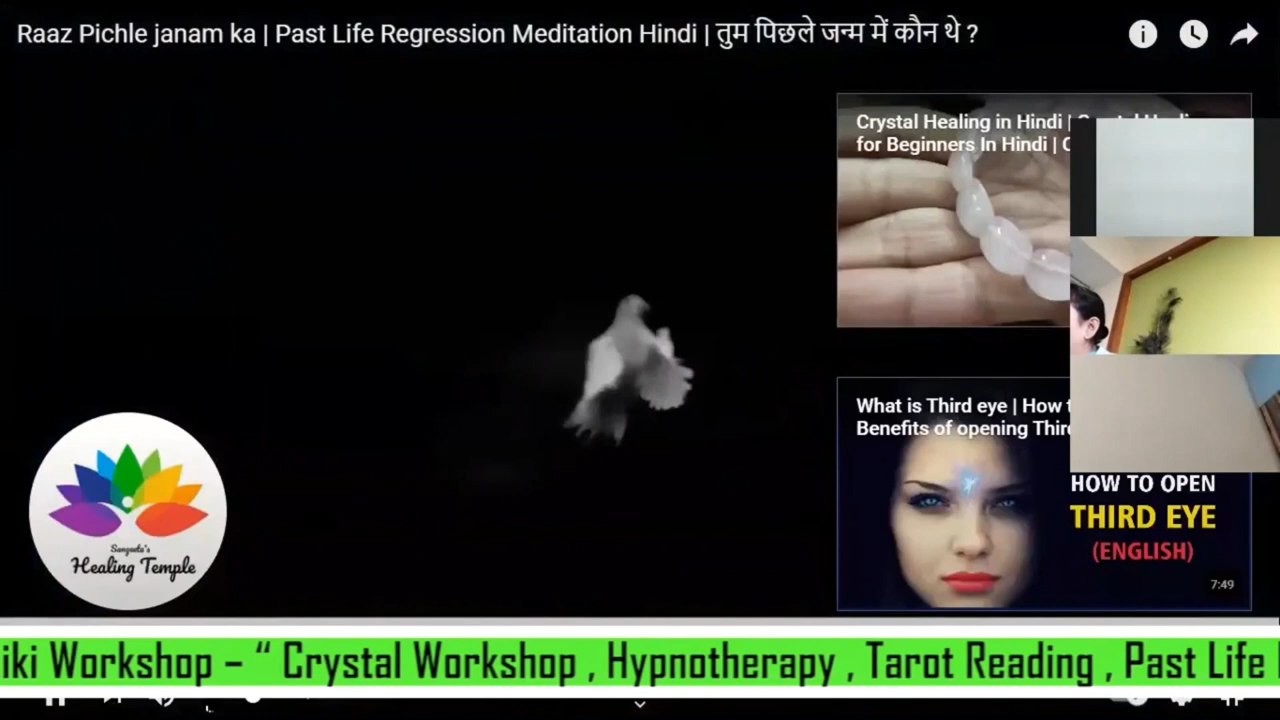 Raaz Pichle janam ka | Past Life Regression Meditation Hindi | तुम पिछले जन्म में कौन थे ?
Crystal Healing in Hindi |
for Beginners In Hindi |
What is Third eye | How
Benefits of opening
HOW TO OPEN
THIRD EYE
(ENGLISH)
7:49
Sangeeta's
Healing Temple
Workshop – “ Crystal Workshop , Hypnotherapy , Tarot Reading , Past Life